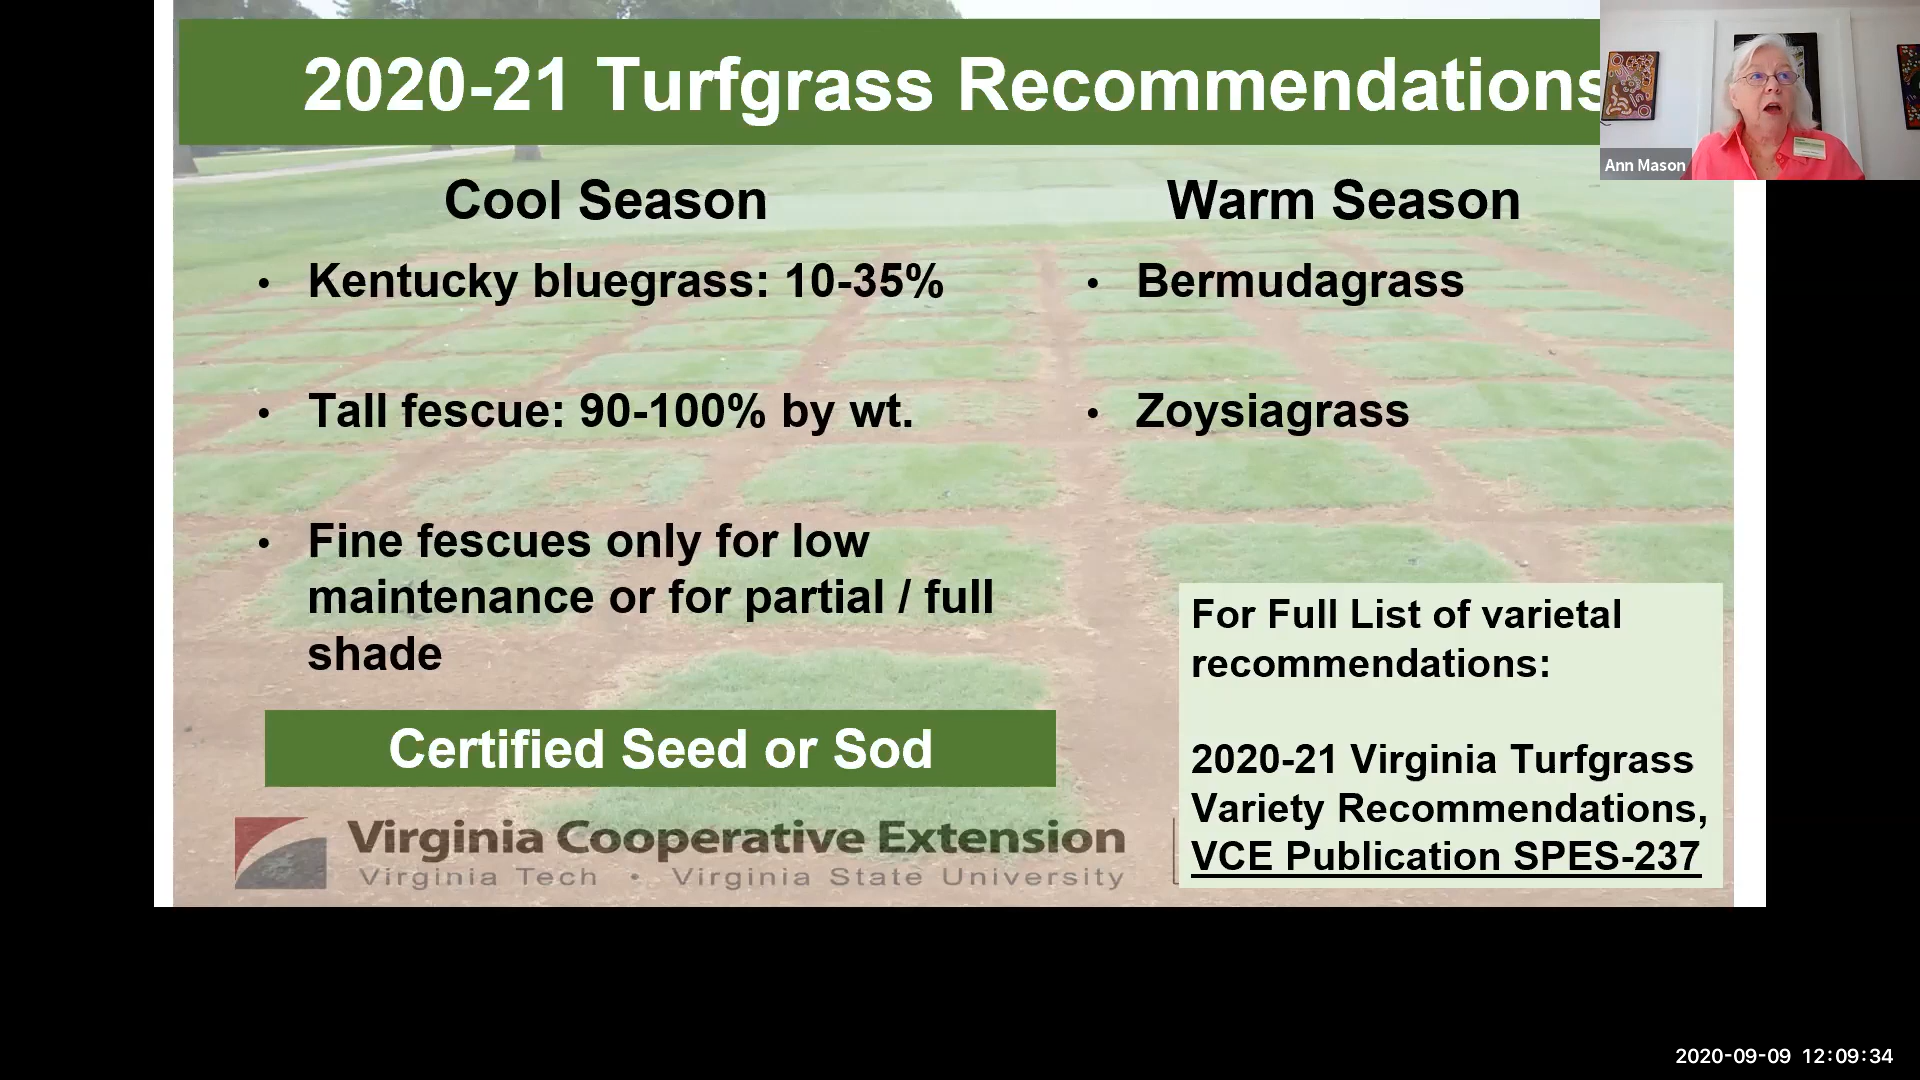 2020-21 Turfgrass Recommendations
Ann Mason
Cool Season
• Kentucky bluegrass: 10-35%
• Tall fescue: 90-100% by wt.
• Fine fescues only for low
maintenance or for partial / full
shade
Certified Seed or Sod
Warm Season
• Bermudagrass
• Zoysiagrass
For Full List of varietal
recommendations:
2020-21 Virginia Turfgrass
Variety Recommendations,
VCE Publication SPES-237
Virginia Cooperative Extension
Virginia Tech • Virginia State University
2020-09-09 12:09:34